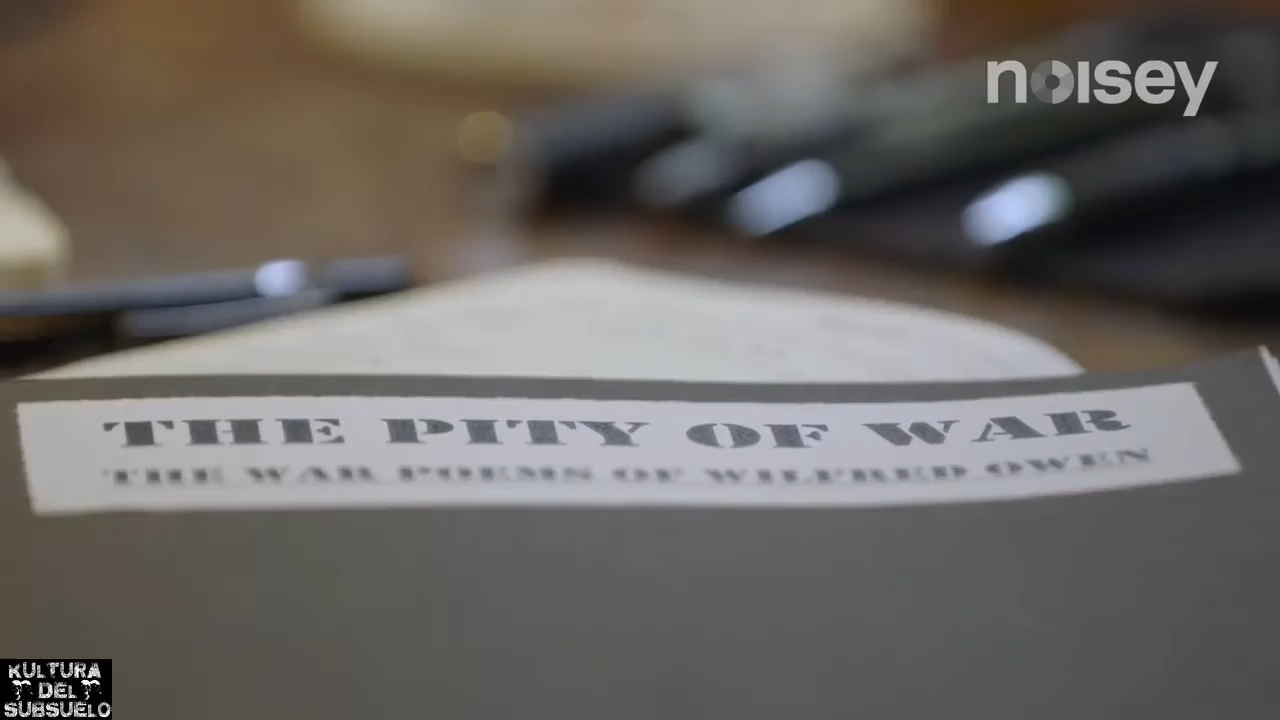 noisey
THE PITY OF WAR
THE WAR POEMS OF WILFRED OWEN
KULTURA
DEL
SUBSUELO